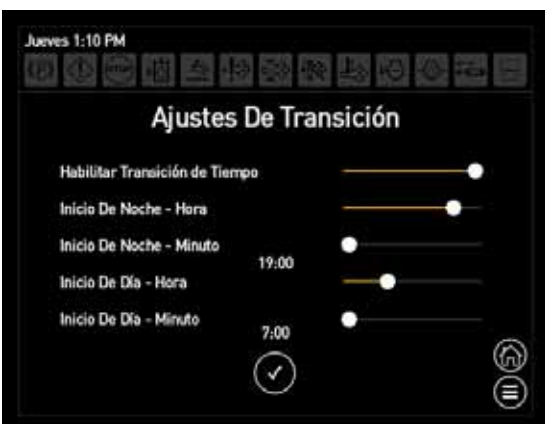 Jueves 1:10 PM
(P) STOP
Ajustes De Transición
Habilitar Transición de Tiempo
Inicio De Noche - Hora
Inicio De Noche - Minuto
19:00
Inicio De Día - Hora
Inicio De Día - Minuto
7:00